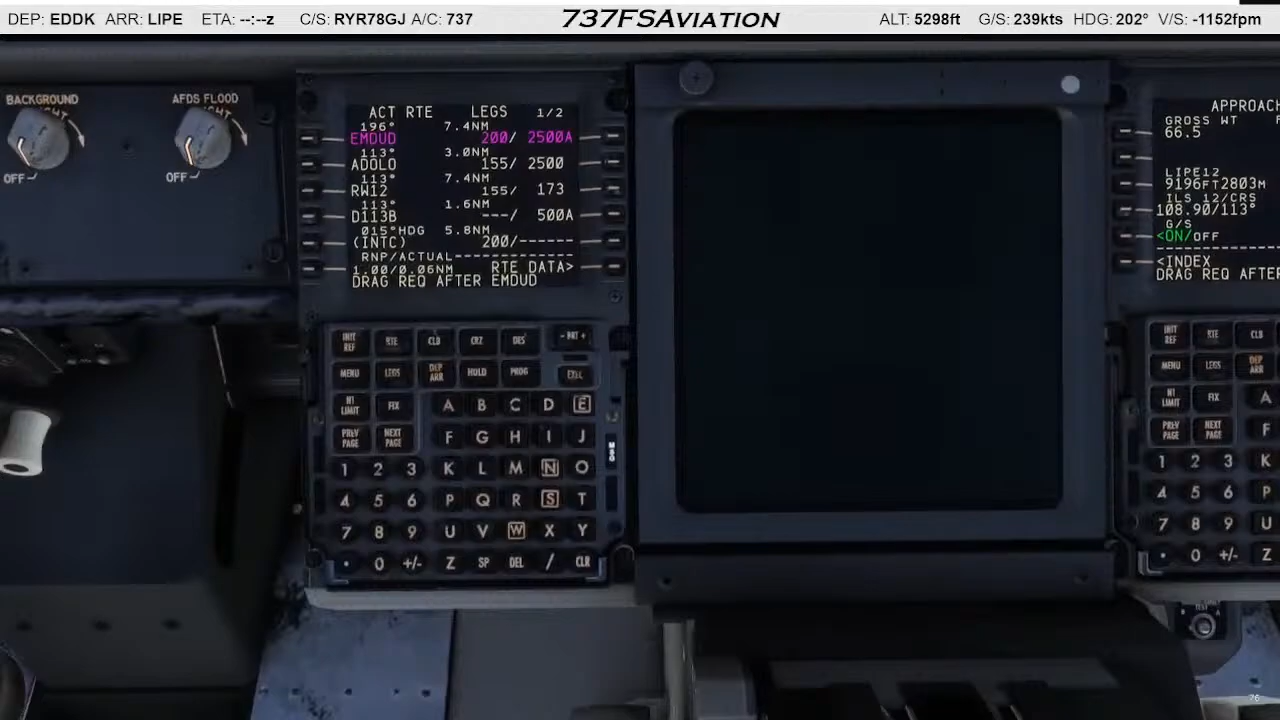 DEP: EDDK ARR: LIPE ETA: --:--z C/S: RYR78GJ A/C: 737 737FSAVIATION ALT: 5298ft G/S: 239kts HDG: 202° V/S: -1152fpm
BACKGROUND
OFF
AFDS FLOOD
OFF
ACT RTE LEGS 1/2
196° 7.4NM
EMDUD 200/ 2500A
113° 3.0NM
ADOLO 155/ 2500
113° 7.4NM
RW12 155/ 173
113° 1.6NM
D113B ---/ 500A
015°HDG 5.8NM
(INTC) 200/------
RNP/ACTUAL----------------
1.00/0.06NM RTE DATA>
DRAG REQ AFTER EMDUD
INIT REF RTE CLB CRZ DES
MENU LEGS DEP ARR HOLD PROG EXEC
N1 LIMIT FIX A B C D E
PREV PAGE NEXT PAGE F G H I J
1 2 3 K L M N O
4 5 6 P Q R S T
7 8 9 U V W X Y
. 0 +/- Z SP DEL / CLR
APPROACH
GROSS WT
66.5
LIPE12
9196FT2803M
ILS 12/CRS
108.90/113°
G/S
<ON/OFF
<INDEX
DRAG REQ AFTER
INIT REF RTE CLB
MENU LEGS DEP ARR
N1 LIMIT FIX A
PREV PAGE NEXT PAGE F
1 2 3 K
4 5 6 P
7 8 9 U
. 0 +/- Z
26